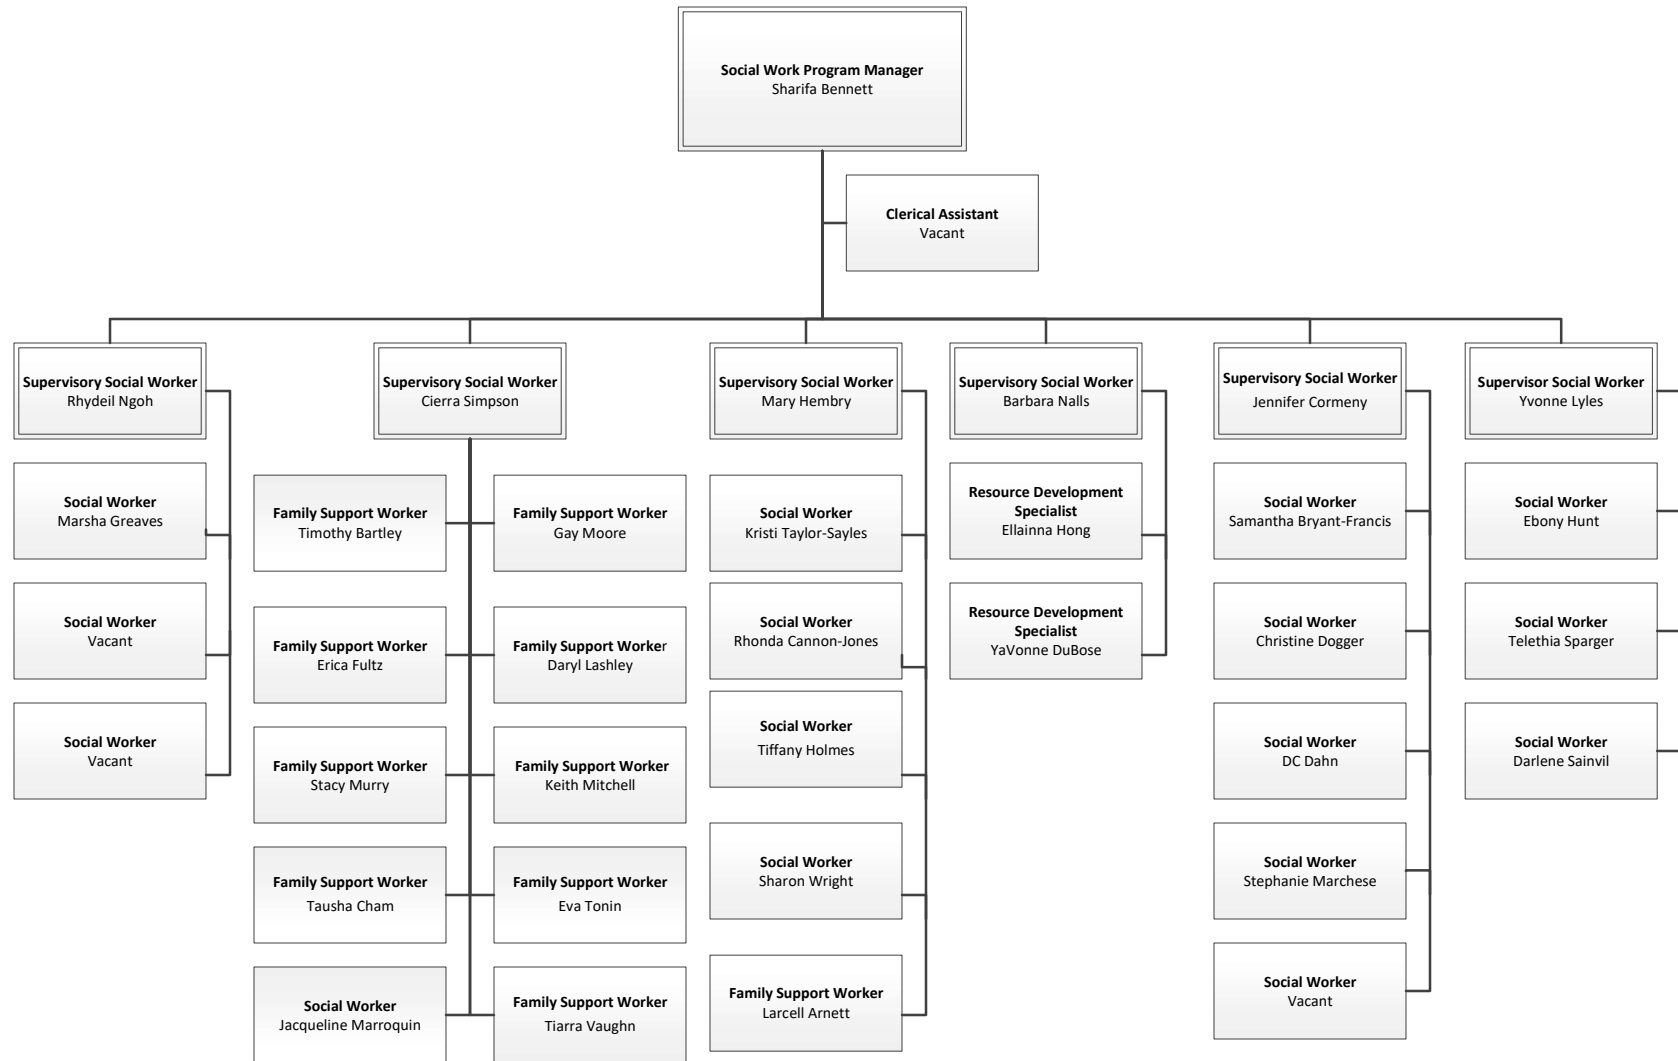 Social Work Program Manager
Sharifa Bennett
Clerical Assistant
Vacant
Supervisory Social Worker
Rhydeil Ngoh
Social Worker
Marsha Greaves
Social Worker
Vacant
Social Worker
Vacant
Supervisory Social Worker
Cierra Simpson
Family Support Worker
Timothy Bartley
Family Support Worker
Gay Moore
Family Support Worker
Erica Fultz
Family Support Worker
Daryl Lashley
Family Support Worker
Stacy Murry
Family Support Worker
Keith Mitchell
Family Support Worker
Tausha Cham
Family Support Worker
Eva Tonin
Social Worker
Jacqueline Marroquin
Family Support Worker
Tiarra Vaughn
Supervisory Social Worker
Mary Hembry
Social Worker
Kristi Taylor-Sayles
Social Worker
Rhonda Cannon-Jones
Social Worker
Tiffany Holmes
Social Worker
Sharon Wright
Family Support Worker
Larcell Arnett
Supervisory Social Worker
Barbara Nalls
Resource Development
Specialist
Ellainna Hong
Resource Development
Specialist
YaVonne DuBose
Supervisory Social Worker
Jennifer Cormeny
Social Worker
Samantha Bryant-Francis
Social Worker
Christine Dogger
Social Worker
DC Dahn
Social Worker
Stephanie Marchese
Social Worker
Vacant
Supervisor Social Worker
Yvonne Lyles
Social Worker
Ebony Hunt
Social Worker
Telethia Sparger
Social Worker
Darlene Sainvil